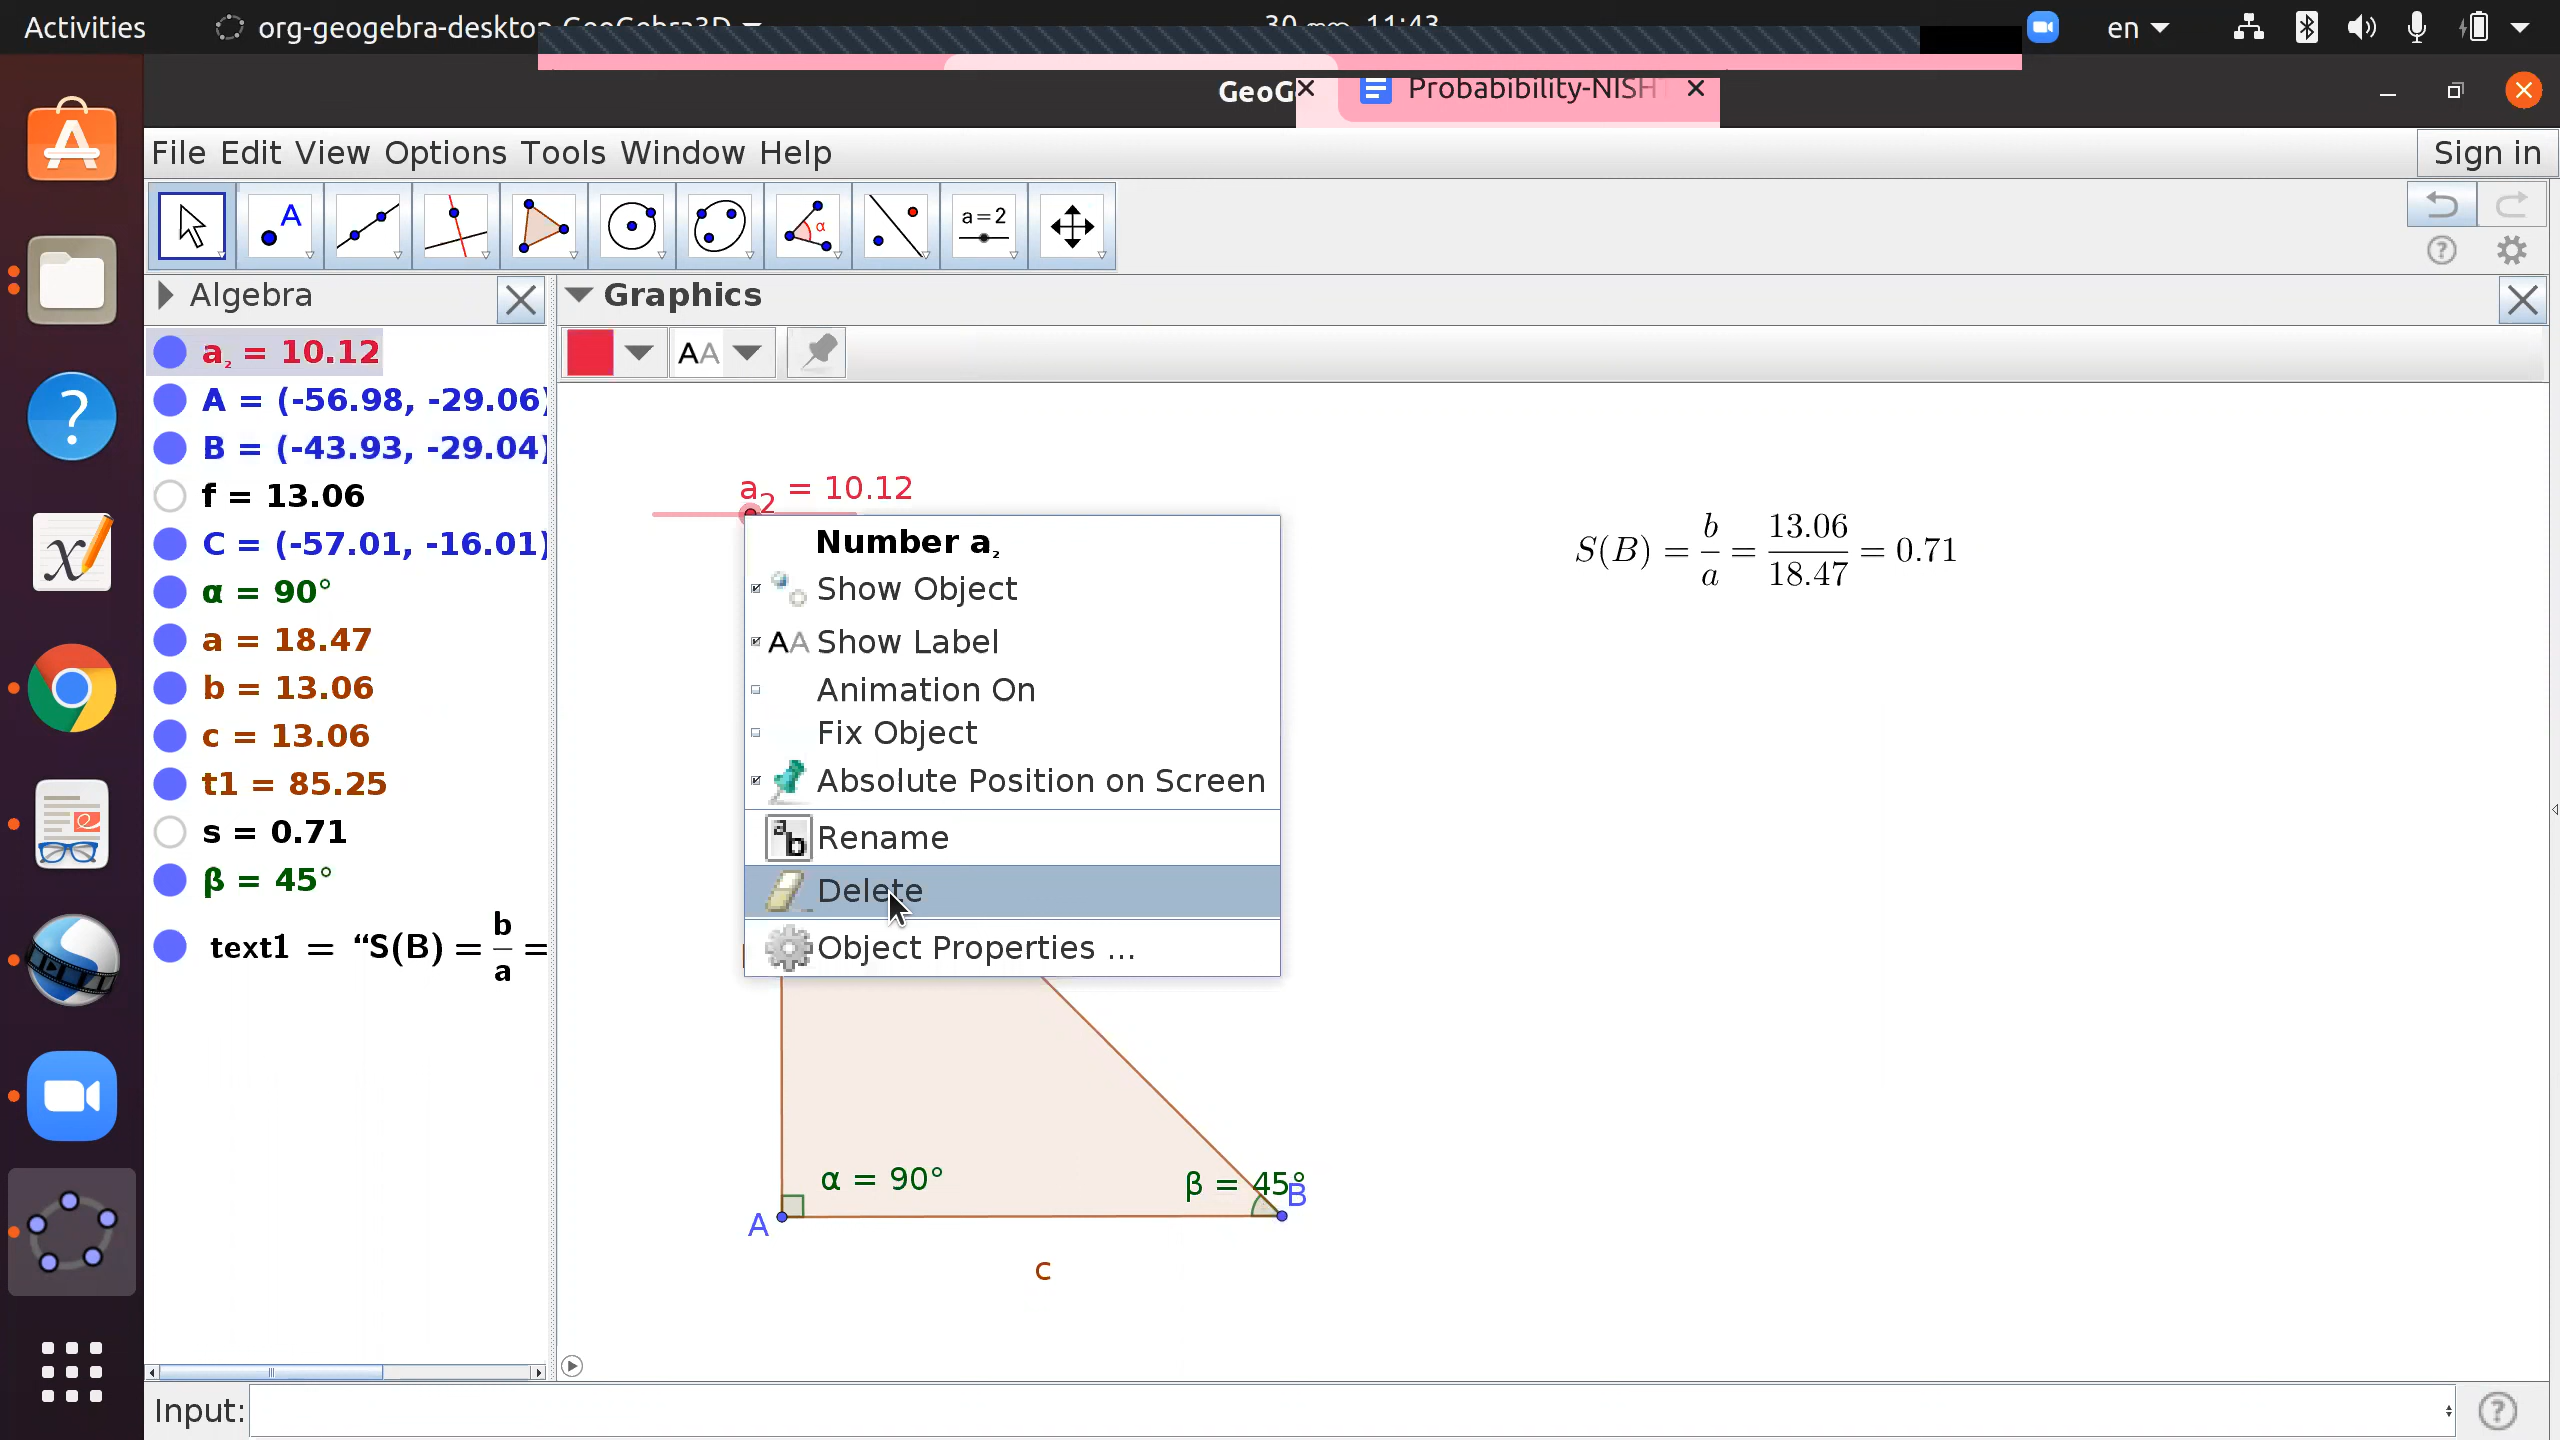 Activities
en
GeoG
Probabibility-NISH
File Edit View Options Tools Window Help
Sign in
A
α
a=2
Algebra
Graphics
AA
a₂ = 10.12
A = (-56.98, -29.06)
B = (-43.93, -29.04)
f = 13.06
C = (-57.01, -16.01)
α = 90°
a = 18.47
b = 13.06
c = 13.06
t1 = 85.25
s = 0.71
β = 45°
text1 = “S(B) = b/a =
a₂ = 10.12
Number a₂
Show Object
AA Show Label
Animation On
Fix Object
Absolute Position on Screen
Rename
Delete
Object Properties ...
S(B) = b/a = 13.06/18.47 = 0.71
α = 90°
β = 45°
A
B
c
Input: